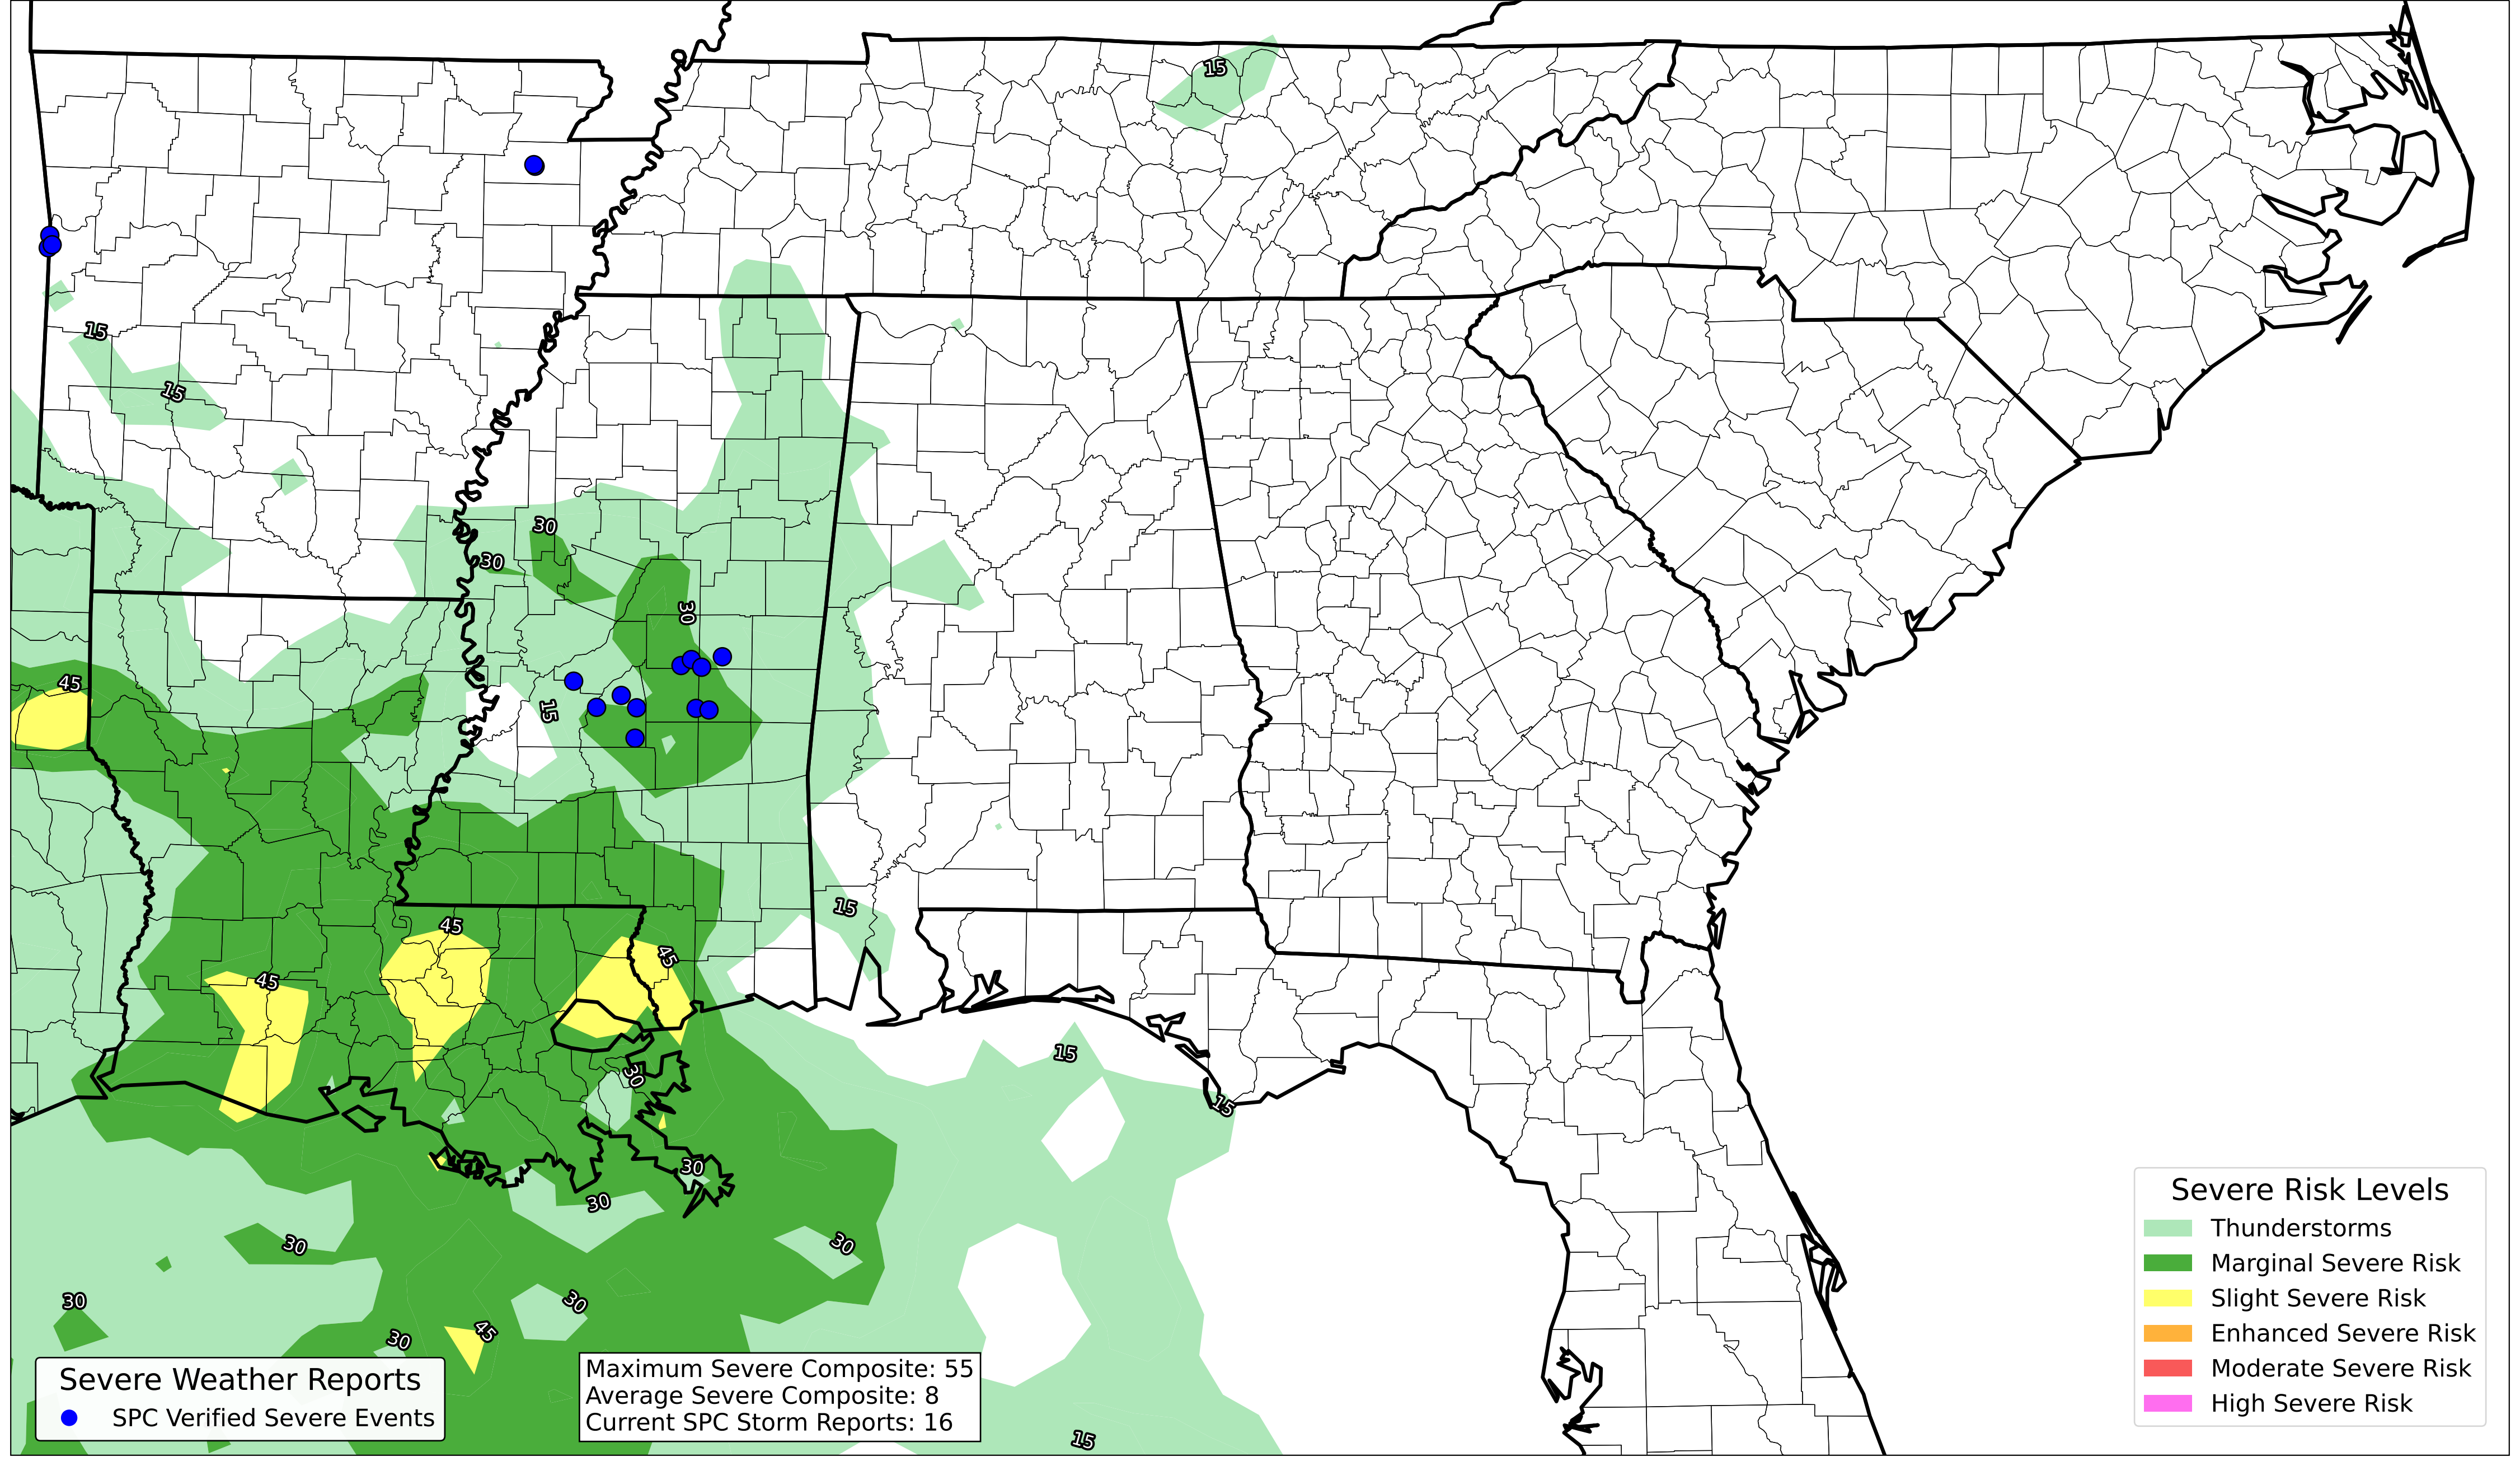 15
15
15
30
30
30
45
15
15
45
45
45
15
30
15
30
30
30
30
30
30
45
30
15
15
Severe Risk Levels
Thunderstorms
Marginal Severe Risk
Slight Severe Risk
Enhanced Severe Risk
Moderate Severe Risk
High Severe Risk
Severe Weather Reports
SPC Verified Severe Events
Maximum Severe Composite: 55
Average Severe Composite: 8
Current SPC Storm Reports: 16